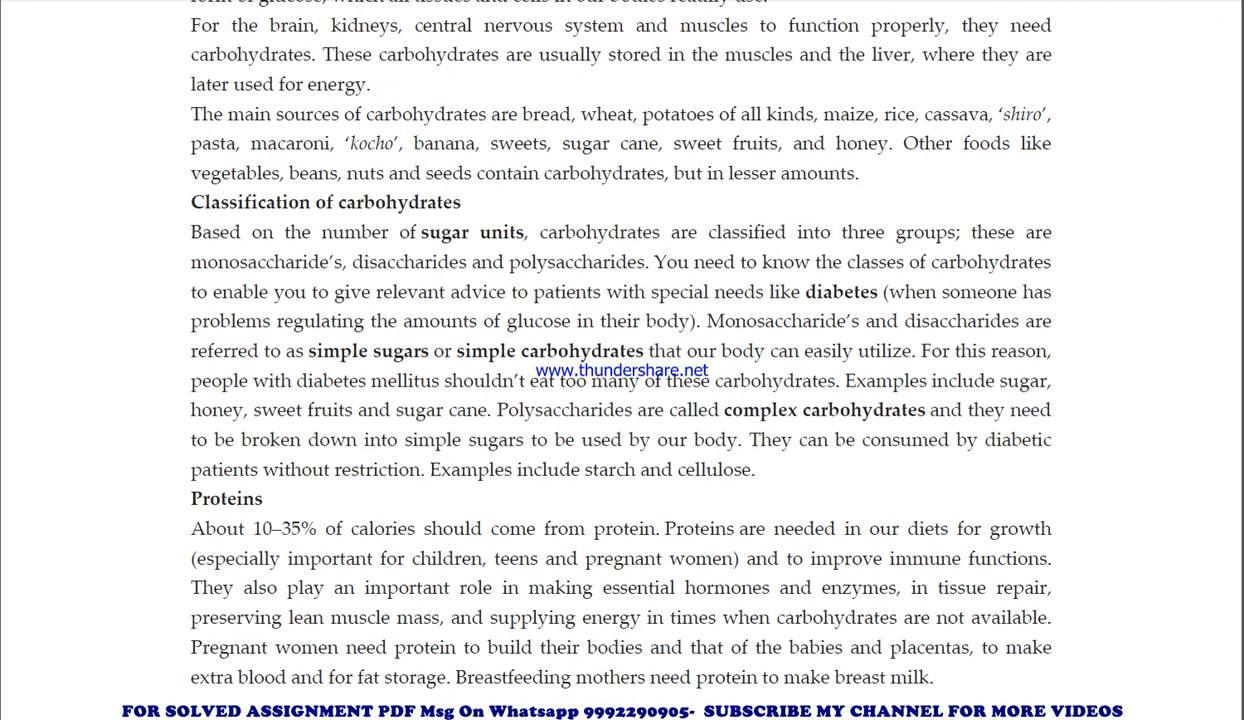 form of glucose, which all tissues and cells in our bodies readily use.
For the brain, kidneys, central nervous system and muscles to function properly, they need
carbohydrates. These carbohydrates are usually stored in the muscles and the liver, where they are
later used for energy.
The main sources of carbohydrates are bread, wheat, potatoes of all kinds, maize, rice, cassava, ‘shiro’,
pasta, macaroni, ‘kocho’, banana, sweets, sugar cane, sweet fruits, and honey. Other foods like
vegetables, beans, nuts and seeds contain carbohydrates, but in lesser amounts.
Classification of carbohydrates
Based on the number of sugar units, carbohydrates are classified into three groups; these are
monosaccharide’s, disaccharides and polysaccharides. You need to know the classes of carbohydrates
to enable you to give relevant advice to patients with special needs like diabetes (when someone has
problems regulating the amounts of glucose in their body). Monosaccharide’s and disaccharides are
referred to as simple sugars or simple carbohydrates that our body can easily utilize. For this reason,
www.thundershare.net
people with diabetes mellitus shouldn’t eat too many of these carbohydrates. Examples include sugar,
honey, sweet fruits and sugar cane. Polysaccharides are called complex carbohydrates and they need
to be broken down into simple sugars to be used by our body. They can be consumed by diabetic
patients without restriction. Examples include starch and cellulose.
Proteins
About 10–35% of calories should come from protein. Proteins are needed in our diets for growth
(especially important for children, teens and pregnant women) and to improve immune functions.
They also play an important role in making essential hormones and enzymes, in tissue repair,
preserving lean muscle mass, and supplying energy in times when carbohydrates are not available.
Pregnant women need protein to build their bodies and that of the babies and placentas, to make
extra blood and for fat storage. Breastfeeding mothers need protein to make breast milk.
FOR SOLVED ASSIGNMENT PDF Msg On Whatsapp 9992290905- SUBSCRIBE MY CHANNEL FOR MORE VIDEOS